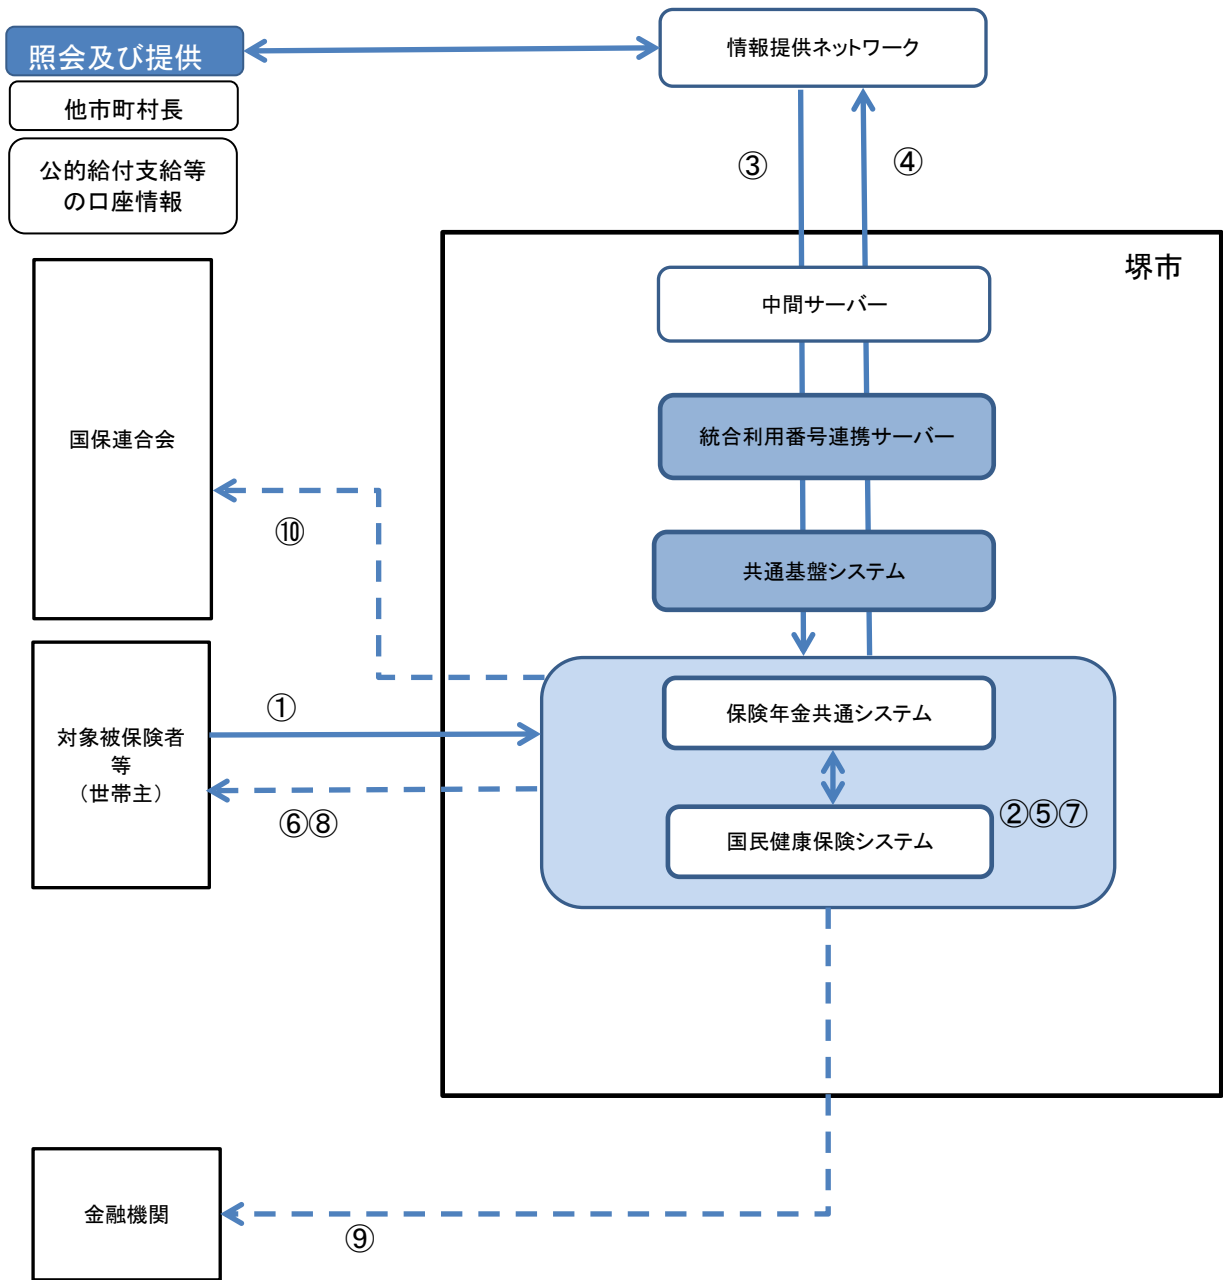 照会及び提供
情報提供ネットワーク
他市町村長
公的給付支給等
の口座情報
③
④
堺市
中間サーバー
国保連合会
統合利用番号連携サーバー
⑩
共通基盤システム
①
保険年金共通システム
対象被保険者
等
（世帯主）
⑥⑧
②⑤⑦
国民健康保険システム
金融機関
⑨